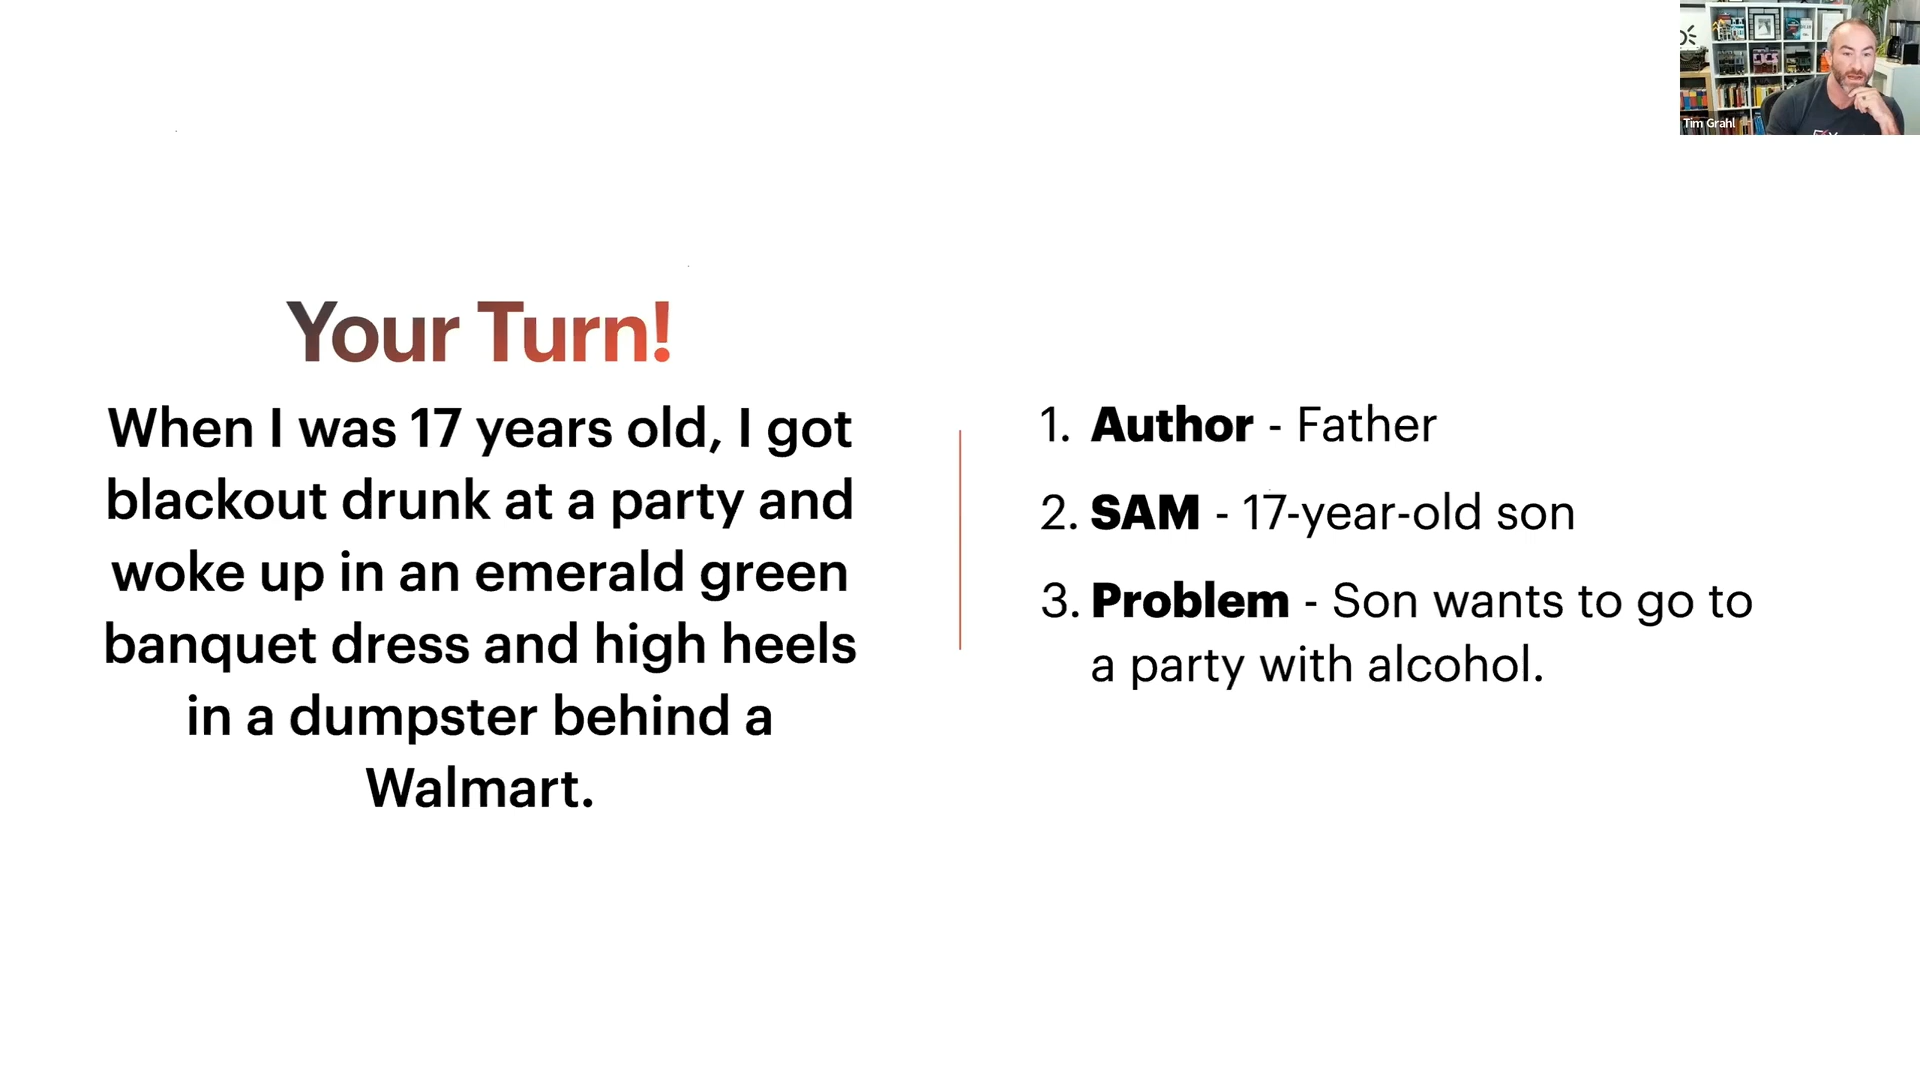 Your Turn!
When I was 17 years old, I got
blackout drunk at a party and
woke up in an emerald green
banquet dress and high heels
in a dumpster behind a
Walmart.
1. Author - Father
2. SAM - 17-year-old son
3. Problem - Son wants to go to
a party with alcohol.
Tim Grahl